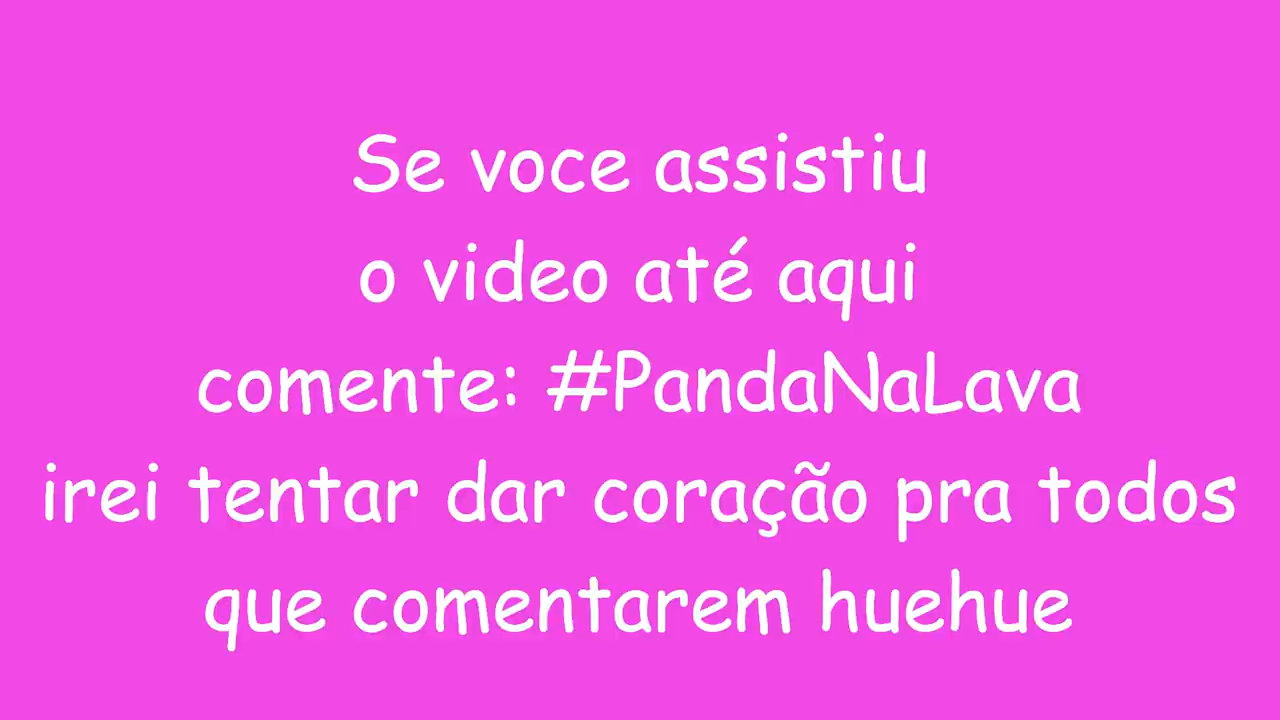 Se voce assistiu
o video até aqui
comente: #PandaNaLava
irei tentar dar coração pra todos
que comentarem huehue